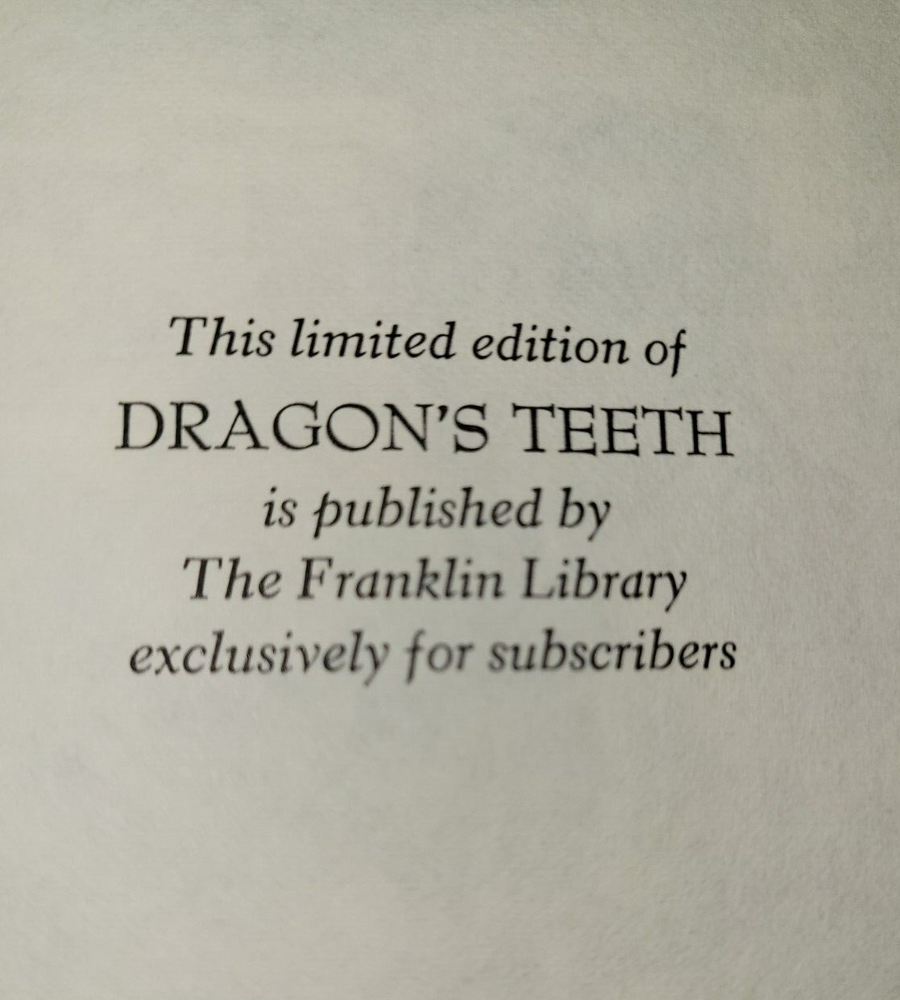 This limited edition of
DRAGON'S TEETH
is published by
The Franklin Library
exclusively for subscribers